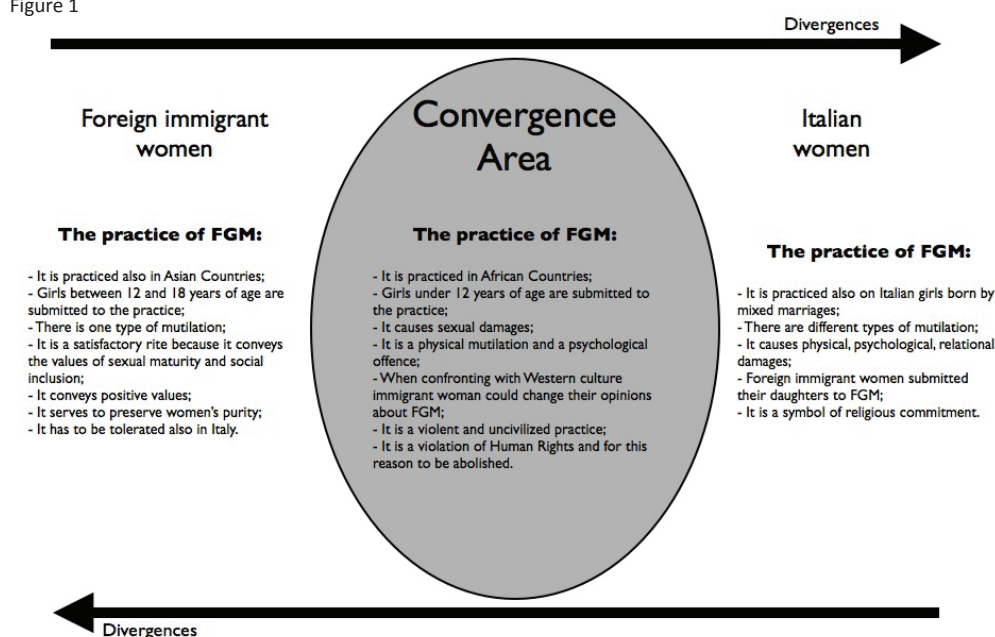 Figure 1
Divergences
Foreign immigrant
women
The practice of FGM:
- It is practiced also in Asian Countries;
- Girls between 12 and 18 years of age are
submitted to the practice;
- There is one type of mutilation;
- It is a satisfactory rite because it conveys
the values of sexual maturity and social
inclusion;
- It conveys positive values;
- It serves to preserve women's purity;
- It has to be tolerated also in Italy.
Convergence
Area
The practice of FGM:
- It is practiced in African Countries;
- Girls under 12 years of age are submitted to
the practice;
- It causes sexual damages;
- It is a physical mutilation and a psychological
offence;
- When confronting with Western culture
immigrant woman could change their opinions
about FGM;
- It is a violent and uncivilized practice;
- It is a violation of Human Rights and for this
reason to be abolished.
Italian
women
The practice of FGM:
- It is practiced also on Italian girls born by
mixed marriages;
- There are different types of mutilation;
- It causes physical, psychological, relational
damages;
- Foreign immigrant women submitted
their daughters to FGM;
- It is a symbol of religious commitment.
Divergences